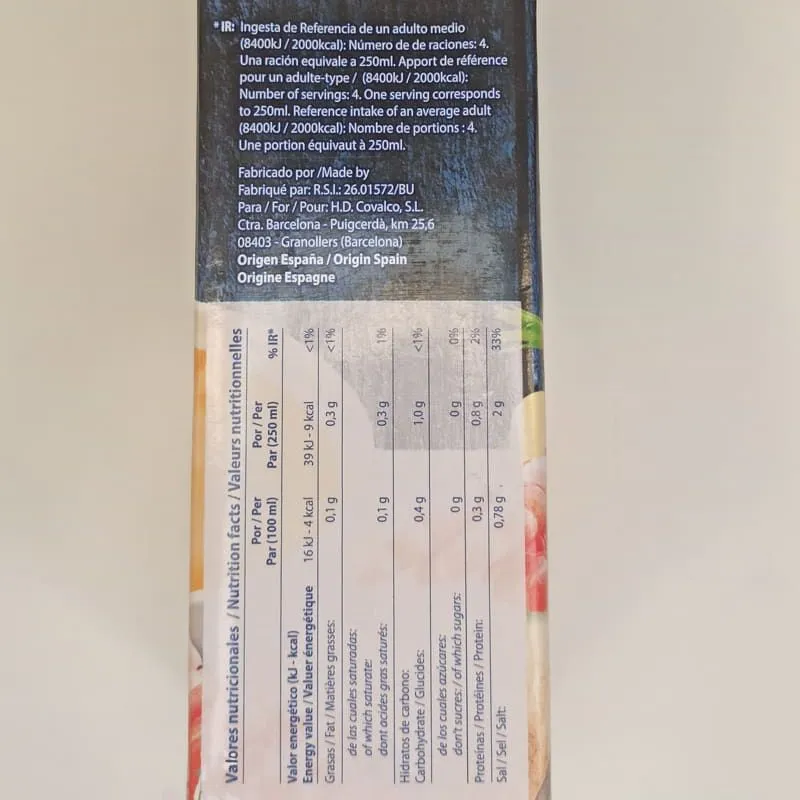 *IR: Ingesta de Referencia de un adulto medio
(8400kJ / 2000kcal): Número de de raciones: 4.
Una ración equivale a 250ml. Apport de référence
pour un adulte-type / (8400kJ / 2000kcal):
Number of servings: 4. One serving corresponds
to 250ml. Reference intake of an average adult
(8400kJ / 2000kcal): Nombre de portions : 4.
Une portion équivaut à 250ml.
Fabricado por /Made by
Fabriqué par: R.S.I.: 26.01572/BU
Para / For / Pour: H.D. Covalco, S.L.
Ctra. Barcelona - Puigcerdà, km 25,6
08403 - Granollers (Barcelona)
Origen España / Origin Spain
Origine Espagne
Valores nutricionales / Nutrition facts / Valeurs nutritionnelles
Por / Per Por / Per
Par (100 ml) Par (250 ml) % IR*
Valor energético (kJ - kcal)
Energy value / Valuer énergétique 16 kJ - 4 kcal 39 kJ - 9 kcal <1%
Grasas / Fat / Matières grasses: 0,1 g 0,3 g <1%
de las cuales saturadas:
of which saturate:
dont acides gras saturés: 0,1 g 0,3 g 1%
Hidratos de carbono:
Carbohydrate / Glucides: 0,4 g 1,0 g <1%
de los cuales azúcares:
don't sucres: / of which sugars: 0 g 0 g 0%
Proteínas / Protéines / Protein: 0,3 g 0,8 g 2%
Sal / Sel / Salt: 0,78 g . 2 g 33%